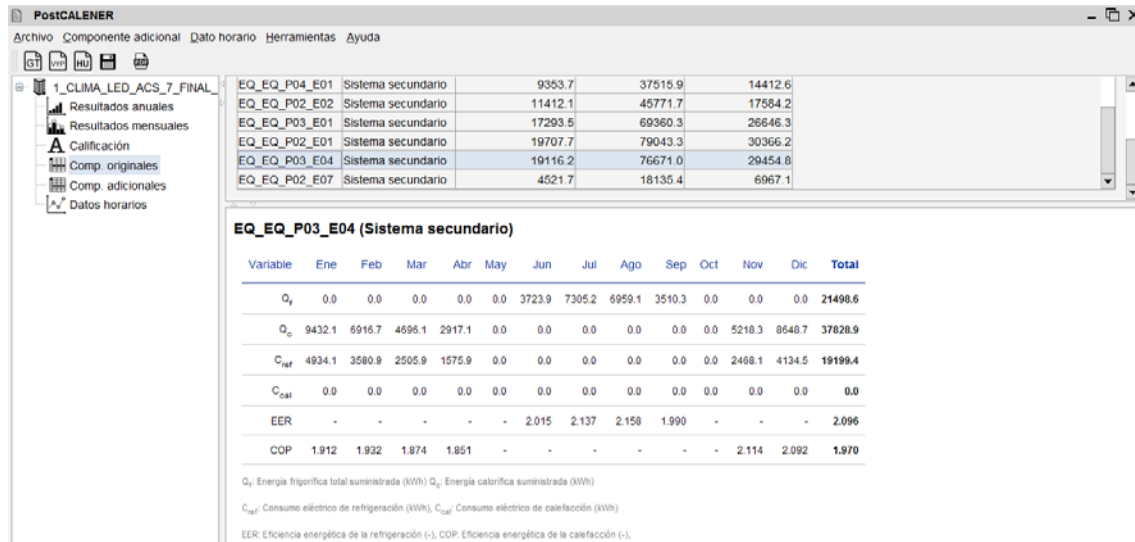 PostCALENER
Archivo Componente adicional Dato horario Herramientas Ayuda
GT VYP HU PDF
1_CLIMA_LED_ACS_7_FINAL_
Resultados anuales
Resultados mensuales
Calificación
Comp. originales
Comp. adicionales
Datos horarios
EQ_EQ_P04_E01 Sistema secundario 9353.7 37515.9 14412.6
EQ_EQ_P02_E02 Sistema secundario 11412.1 45771.7 17584.2
EQ_EQ_P03_E01 Sistema secundario 17293.5 69360.3 26646.3
EQ_EQ_P02_E01 Sistema secundario 19707.7 79043.3 30366.2
EQ_EQ_P03_E04 Sistema secundario 19116.2 76671.0 29454.8
EQ_EQ_P02_E07 Sistema secundario 4521.7 18135.4 6967.1
EQ_EQ_P03_E04 (Sistema secundario)
Variable Ene Feb Mar Abr May Jun Jul Ago Sep Oct Nov Dic Total
Qf 0.0 0.0 0.0 0.0 0.0 3723.9 7305.2 6959.1 3510.3 0.0 0.0 0.0 21498.6
Qc 9432.1 6916.7 4696.1 2917.1 0.0 0.0 0.0 0.0 0.0 0.0 5218.3 8648.7 37828.9
Cref 4934.1 3580.9 2505.9 1575.9 0.0 0.0 0.0 0.0 0.0 0.0 2468.1 4134.5 19199.4
Ccal 0.0 0.0 0.0 0.0 0.0 0.0 0.0 0.0 0.0 0.0 0.0 0.0 0.0
EER - - - - - 2.015 2.137 2.158 1.990 - - - 2.096
COP 1.912 1.932 1.874 1.851 - - - - - - 2.114 2.092 1.970
Qf: Energía frigorífica total suministrada (kWh) Qc: Energía calorífica suministrada (kWh)
Cref: Consumo eléctrico de refrigeración (kWh), Ccal: Consumo eléctrico de calefacción (kWh)
EER: Eficiencia energética de la refrigeración (-), COP: Eficiencia energética de la calefacción (-),